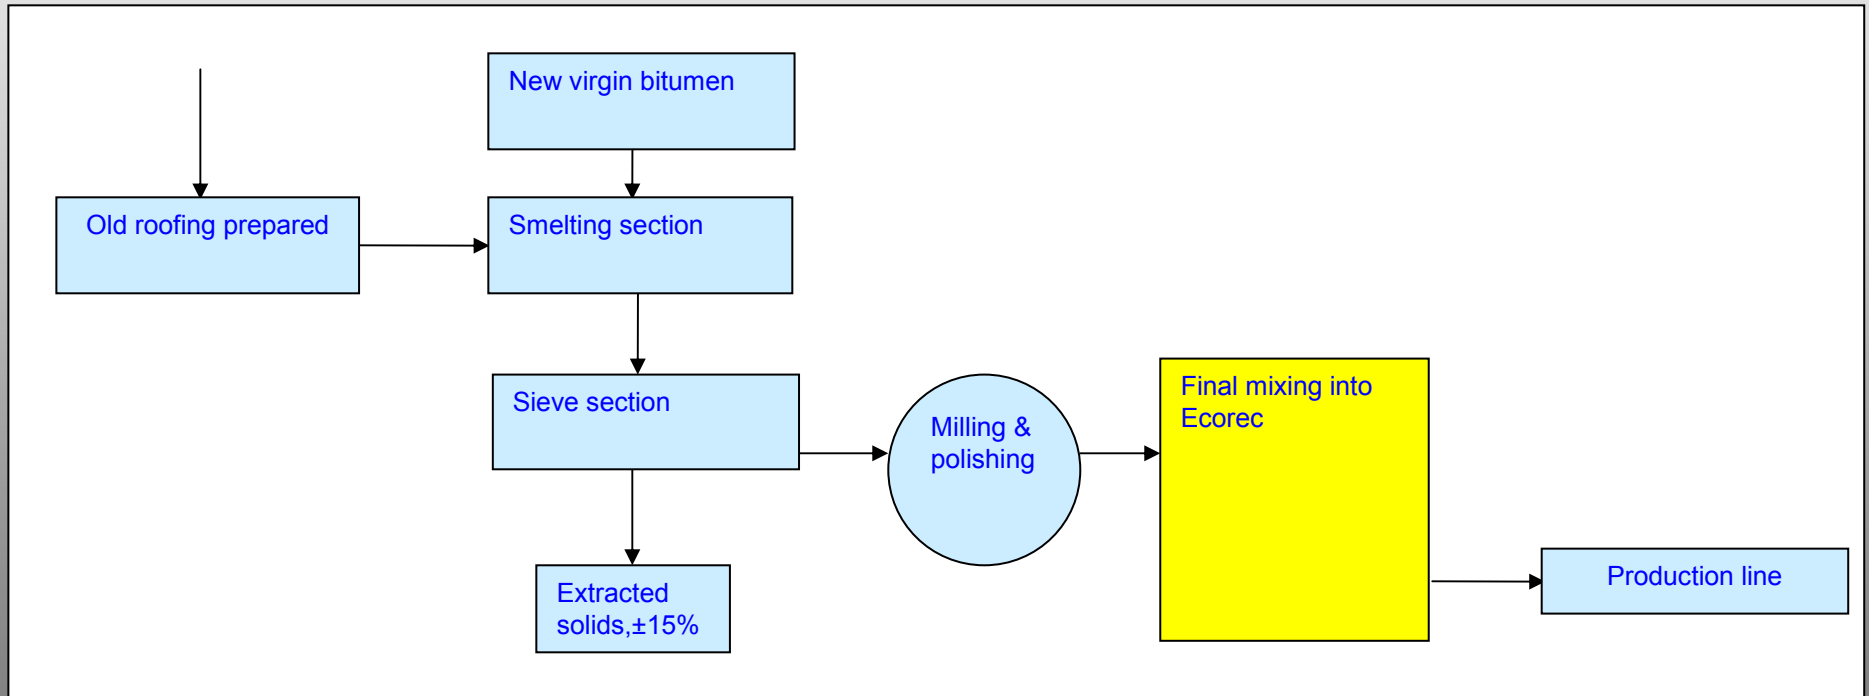 New virgin bitumen
Old roofing prepared
Smelting section
Sieve section
Milling &
polishing
Final mixing into
Ecorec
Extracted
solids,±15%
Production line